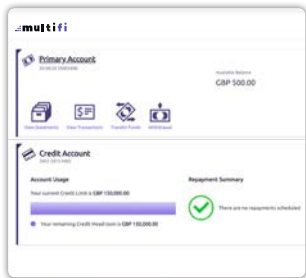 multifi
Primary Account
Available Balance
GBP 500.00
View Statements View Transactions Transfer Funds Withdrawal
Credit Account
Account Usage
Repayment Summary
Your current Credit Limit is GBP 150,000.00
There are no repayments scheduled
Your remaining Credit Headroom is GBP 150,000.00